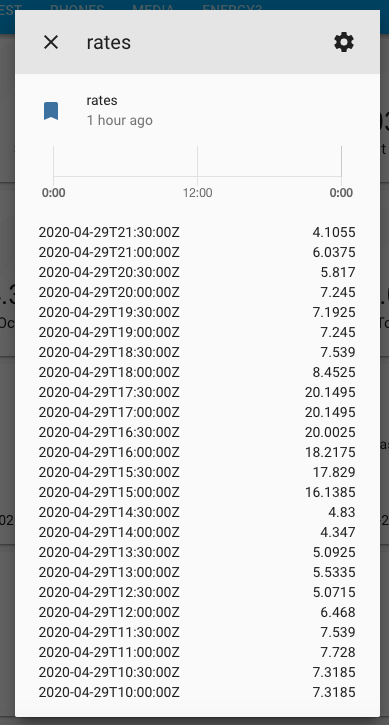 PHONES MEDIA ENERGY3
rates
rates
1 hour ago
0:00 12:00 0:00
2020-04-29T21:30:00Z 4.1055
2020-04-29T21:00:00Z 6.0375
2020-04-29T20:30:00Z 5.817
2020-04-29T20:00:00Z 7.245
2020-04-29T19:30:00Z 7.1925
2020-04-29T19:00:00Z 7.245
2020-04-29T18:30:00Z 7.539
2020-04-29T18:00:00Z 8.4525
2020-04-29T17:30:00Z 20.1495
2020-04-29T17:00:00Z 20.1495
2020-04-29T16:30:00Z 20.0025
2020-04-29T16:00:00Z 18.2175
2020-04-29T15:30:00Z 17.829
2020-04-29T15:00:00Z 16.1385
2020-04-29T14:30:00Z 4.83
2020-04-29T14:00:00Z 4.347
2020-04-29T13:30:00Z 5.0925
2020-04-29T13:00:00Z 5.5335
2020-04-29T12:30:00Z 5.0715
2020-04-29T12:00:00Z 6.468
2020-04-29T11:30:00Z 7.539
2020-04-29T11:00:00Z 7.728
2020-04-29T10:30:00Z 7.3185
2020-04-29T10:00:00Z 7.3185